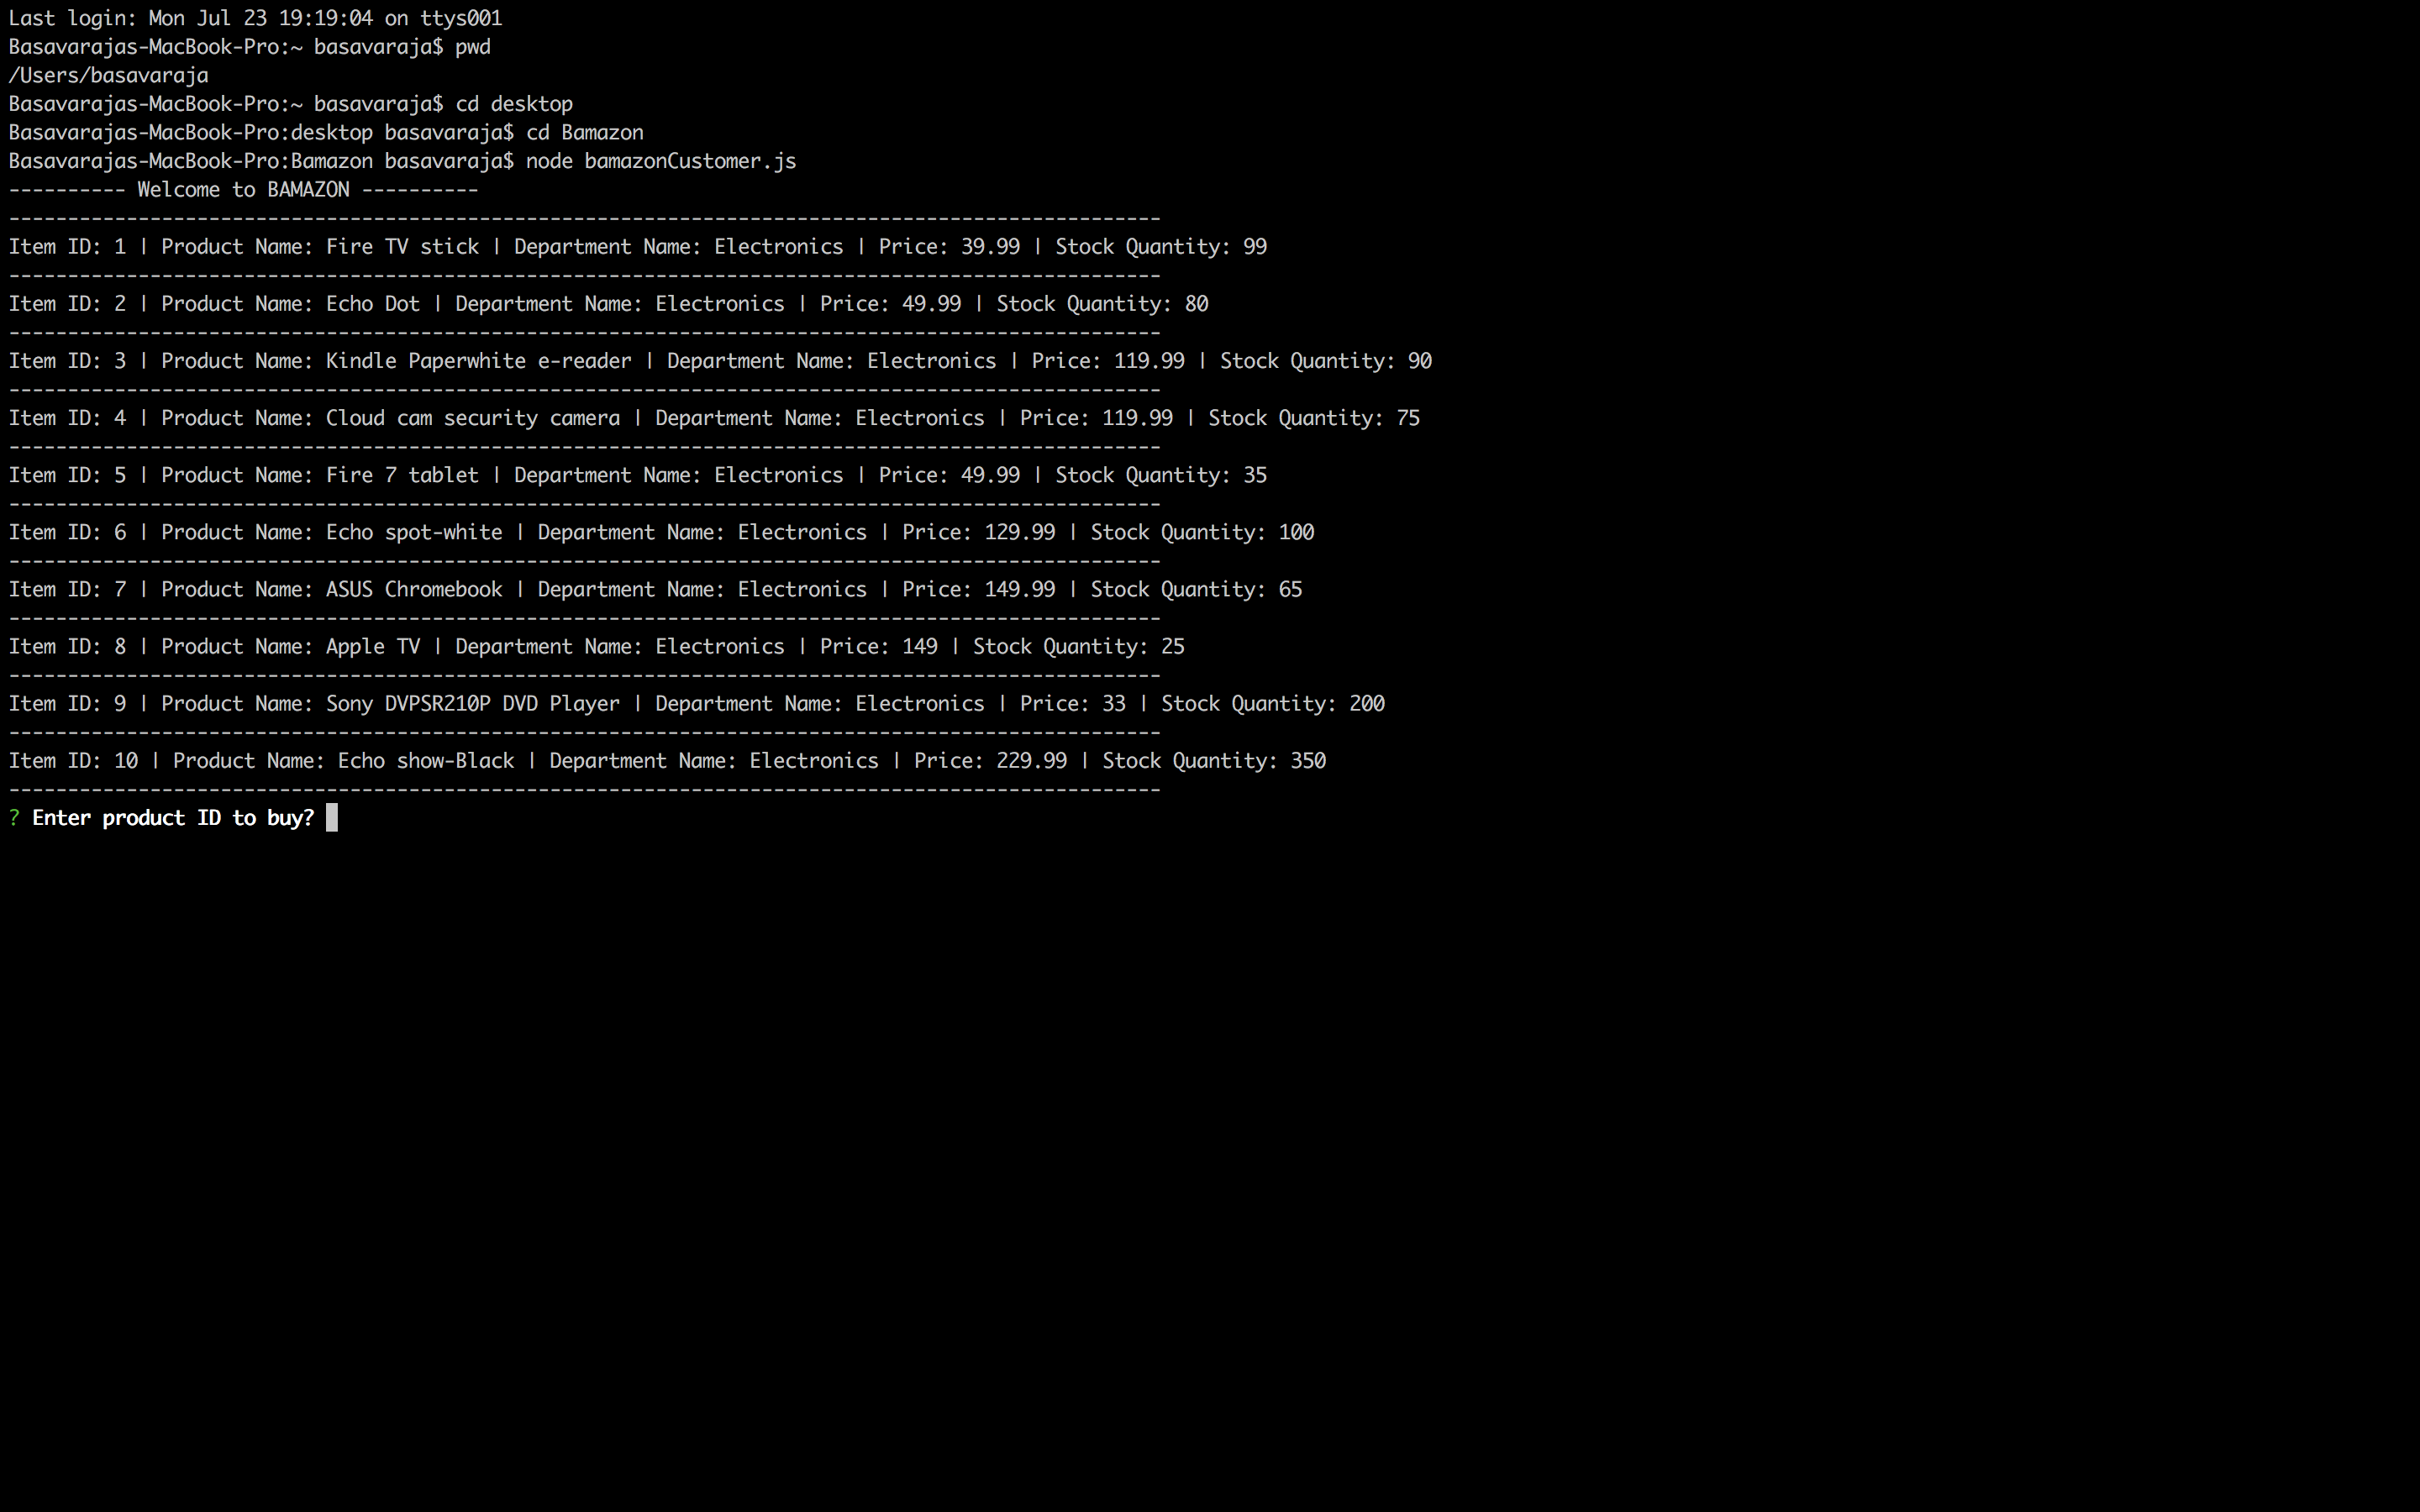 Last login: Mon Jul 23 19:19:04 on ttys001
Basavarajas-MacBook-Pro:~ basavaraja$ pwd
/Users/basavaraja
Basavarajas-MacBook-Pro:~ basavaraja$ cd desktop
Basavarajas-MacBook-Pro:desktop basavaraja$ cd Bamazon
Basavarajas-MacBook-Pro:Bamazon basavaraja$ node bamazonCustomer.js
---------- Welcome to BAMAZON ----------
--------------------------------------------------------------------------------------------------
Item ID: 1 | Product Name: Fire TV stick | Department Name: Electronics | Price: 39.99 | Stock Quantity: 99
--------------------------------------------------------------------------------------------------
Item ID: 2 | Product Name: Echo Dot | Department Name: Electronics | Price: 49.99 | Stock Quantity: 80
--------------------------------------------------------------------------------------------------
Item ID: 3 | Product Name: Kindle Paperwhite e-reader | Department Name: Electronics | Price: 119.99 | Stock Quantity: 90
--------------------------------------------------------------------------------------------------
Item ID: 4 | Product Name: Cloud cam security camera | Department Name: Electronics | Price: 119.99 | Stock Quantity: 75
--------------------------------------------------------------------------------------------------
Item ID: 5 | Product Name: Fire 7 tablet | Department Name: Electronics | Price: 49.99 | Stock Quantity: 35
--------------------------------------------------------------------------------------------------
Item ID: 6 | Product Name: Echo spot-white | Department Name: Electronics | Price: 129.99 | Stock Quantity: 100
--------------------------------------------------------------------------------------------------
Item ID: 7 | Product Name: ASUS Chromebook | Department Name: Electronics | Price: 149.99 | Stock Quantity: 65
--------------------------------------------------------------------------------------------------
Item ID: 8 | Product Name: Apple TV | Department Name: Electronics | Price: 149 | Stock Quantity: 25
--------------------------------------------------------------------------------------------------
Item ID: 9 | Product Name: Sony DVPSR210P DVD Player | Department Name: Electronics | Price: 33 | Stock Quantity: 200
--------------------------------------------------------------------------------------------------
Item ID: 10 | Product Name: Echo show-Black | Department Name: Electronics | Price: 229.99 | Stock Quantity: 350
--------------------------------------------------------------------------------------------------
? Enter product ID to buy?